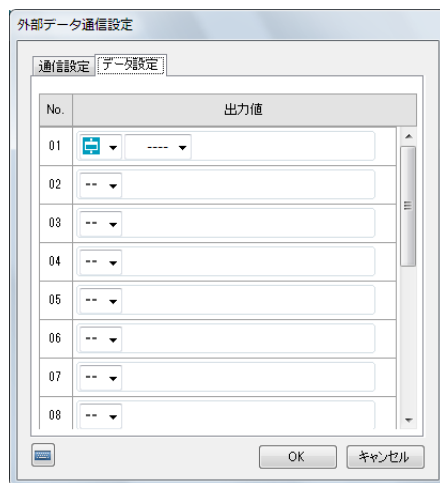 外部データ通信設定
通信設定 データ設定
No. 出力値
01 ----
02 --
03 --
04 --
05 --
06 --
07 --
08 --
OK キャンセル